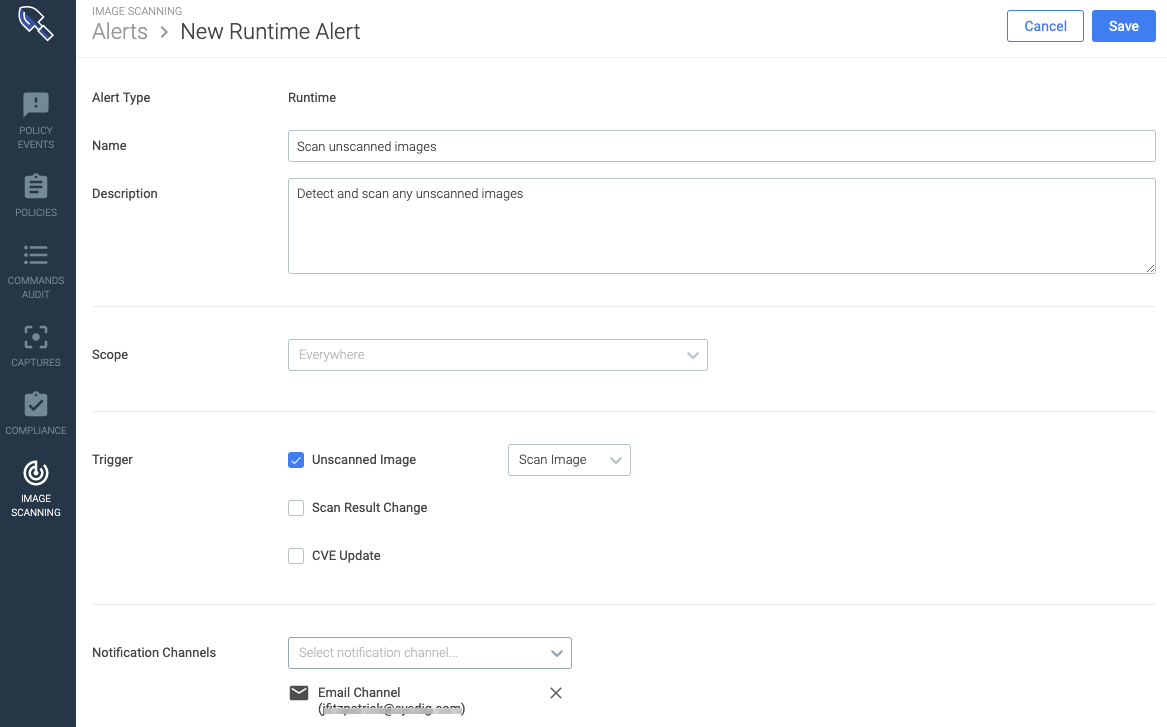 IMAGE SCANNING
Alerts > New Runtime Alert
Cancel
Save
POLICY
EVENTS
POLICIES
COMMANDS
AUDIT
CAPTURES
COMPLIANCE
IMAGE
SCANNING
Alert Type
Runtime
Name
Scan unscanned images
Description
Detect and scan any unscanned images
Scope
Everywhere
Trigger
Unscanned Image
Scan Image
Scan Result Change
CVE Update
Notification Channels
Select notification channel...
Email Channel